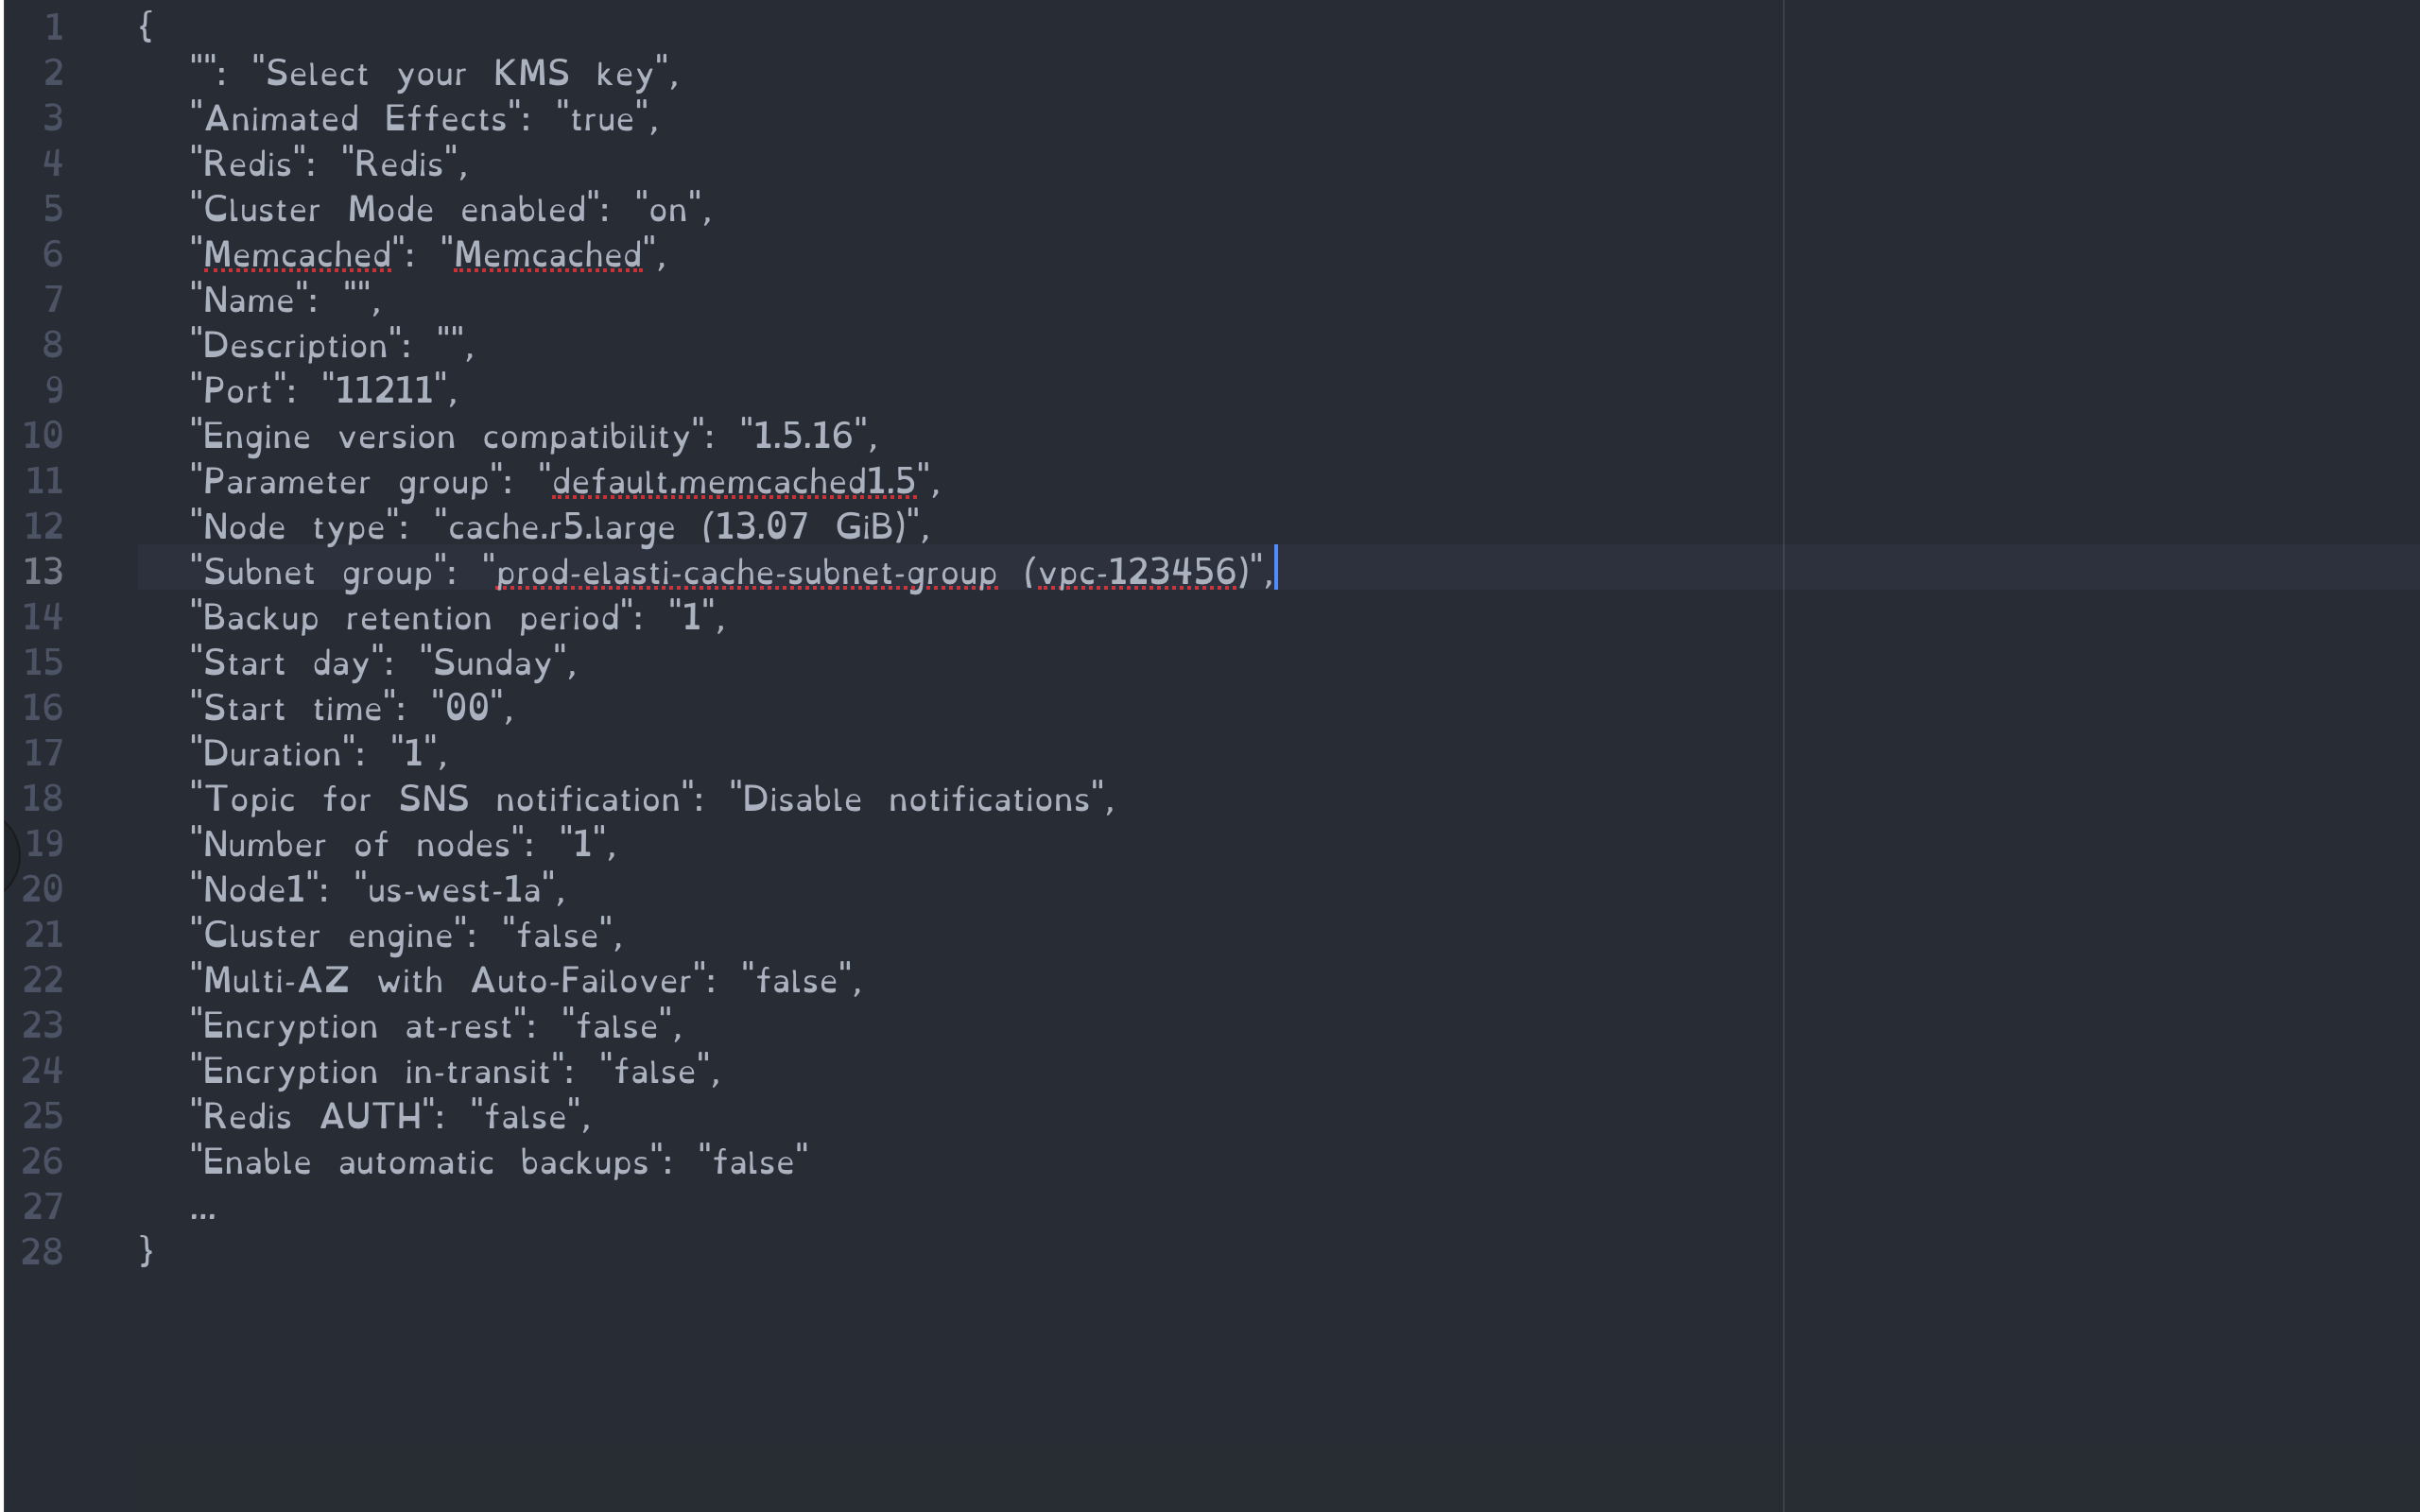 1 {
2 "": "Select your KMS key",
3 "Animated Effects": "true",
4 "Redis": "Redis",
5 "Cluster Mode enabled": "on",
6 "Memcached": "Memcached",
7 "Name": "",
8 "Description": "",
9 "Port": "11211",
10 "Engine version compatibility": "1.5.16",
11 "Parameter group": "default.memcached1.5",
12 "Node type": "cache.r5.large (13.07 GiB)",
13 "Subnet group": "prod-elasti-cache-subnet-group (vpc-123456)",
14 "Backup retention period": "1",
15 "Start day": "Sunday",
16 "Start time": "00",
17 "Duration": "1",
18 "Topic for SNS notification": "Disable notifications",
19 "Number of nodes": "1",
20 "Node1": "us-west-1a",
21 "Cluster engine": "false",
22 "Multi-AZ with Auto-Failover": "false",
23 "Encryption at-rest": "false",
24 "Encryption in-transit": "false",
25 "Redis AUTH": "false",
26 "Enable automatic backups": "false"
27 ...
28 }